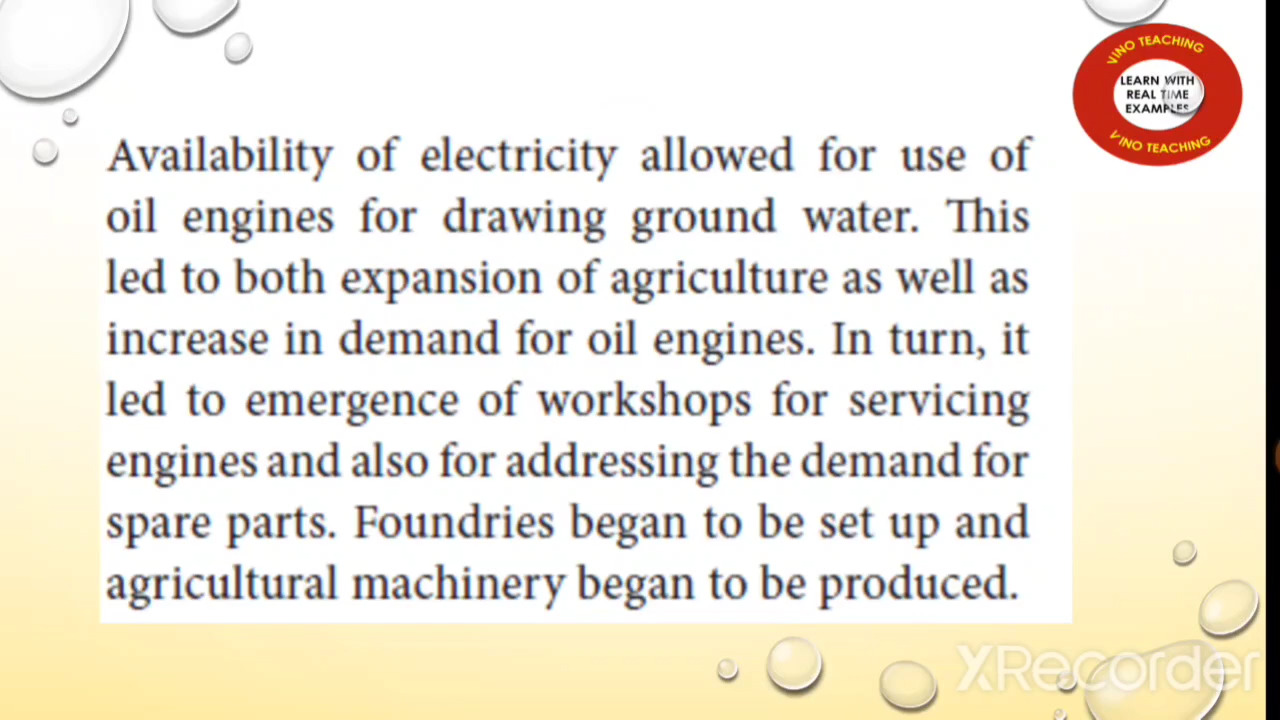 VINO TEACHING
LEARN WITH
REAL TIME
EXAMPLES
VINO TEACHING
Availability of electricity allowed for use of
oil engines for drawing ground water. This
led to both expansion of agriculture as well as
increase in demand for oil engines. In turn, it
led to emergence of workshops for servicing
engines and also for addressing the demand for
spare parts. Foundries began to be set up and
agricultural machinery began to be produced.
XRecorder